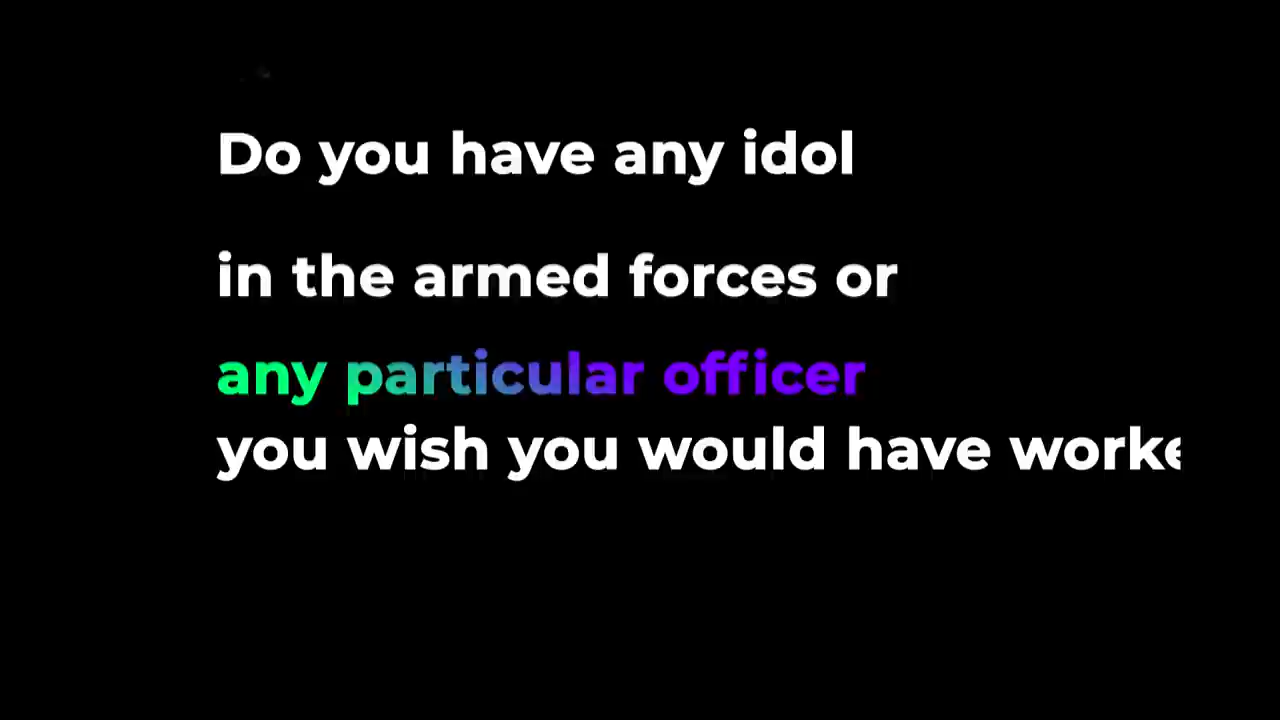 Do you have any idol
in the armed forces or
any particular officer
you wish you would have worke